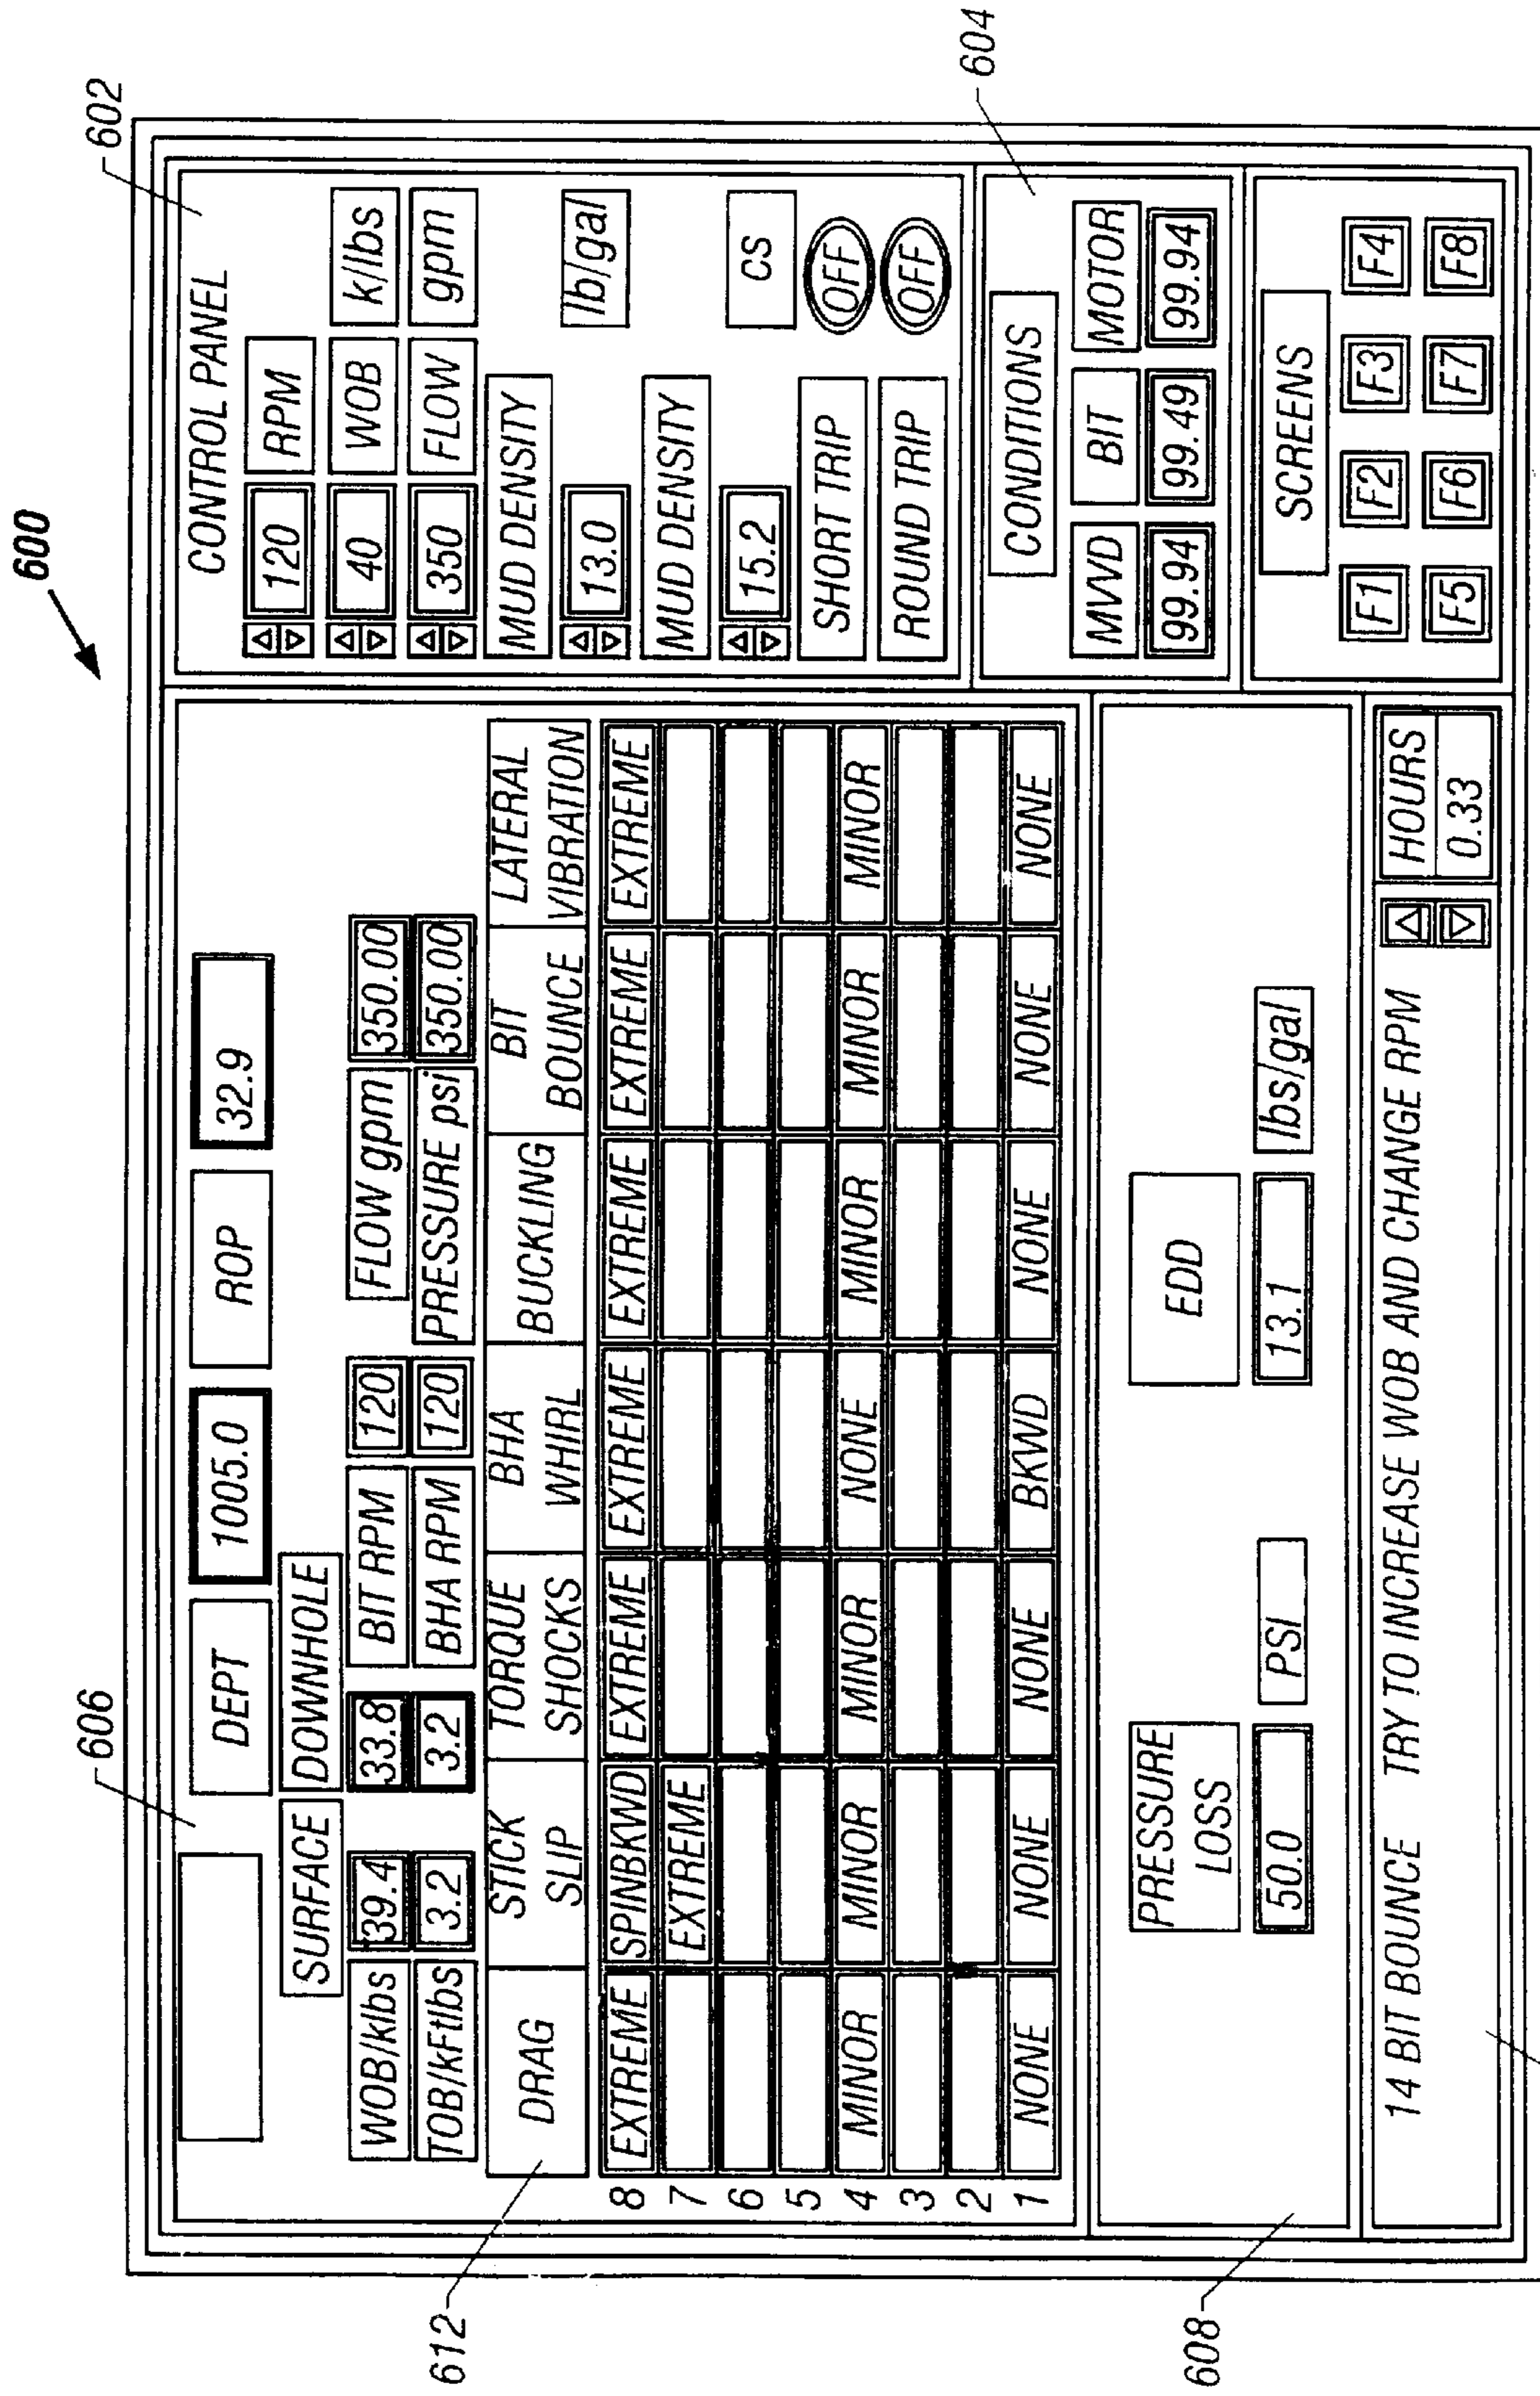 600
602
606
CONTROL PANEL
120 RPM
40 WOB k/lbs
350 FLOW gpm
MUD DENSITY
13.0 lb/gal
MUD DENSITY
15.2 CS
SHORT TRIP OFF
ROUND TRIP OFF
604
CONDITIONS
MVVD BIT MOTOR
99.94 99.49 99.94
SCREENS
F1 F2 F3 F4
F5 F6 F7 F8
DEPT 1005.0 ROP 32.9
SURFACE DOWNHOLE
WOB/klbs 39.4 33.8 BIT RPM 120 FLOW gpm 350.00
TOB/kFtlbs 3.2 3.2 BHA RPM 120 PRESSURE psi 350.00
612
DRAG STICK SLIP TORQUE SHOCKS BHA WHIRL BUCKLING BIT BOUNCE LATERAL VIBRATION
8 EXTREME SPINBKWD EXTREME EXTREME EXTREME EXTREME EXTREME
7 EXTREME
6
5
4 MINOR MINOR MINOR NONE MINOR MINOR MINOR
3
2
1 NONE NONE NONE BKWD NONE NONE NONE
608
PRESSURE LOSS EDD
50.0 PSI 13.1 lbs/gal
14 BIT BOUNCE TRY TO INCREASE WOB AND CHANGE RPM
HOURS
0.33